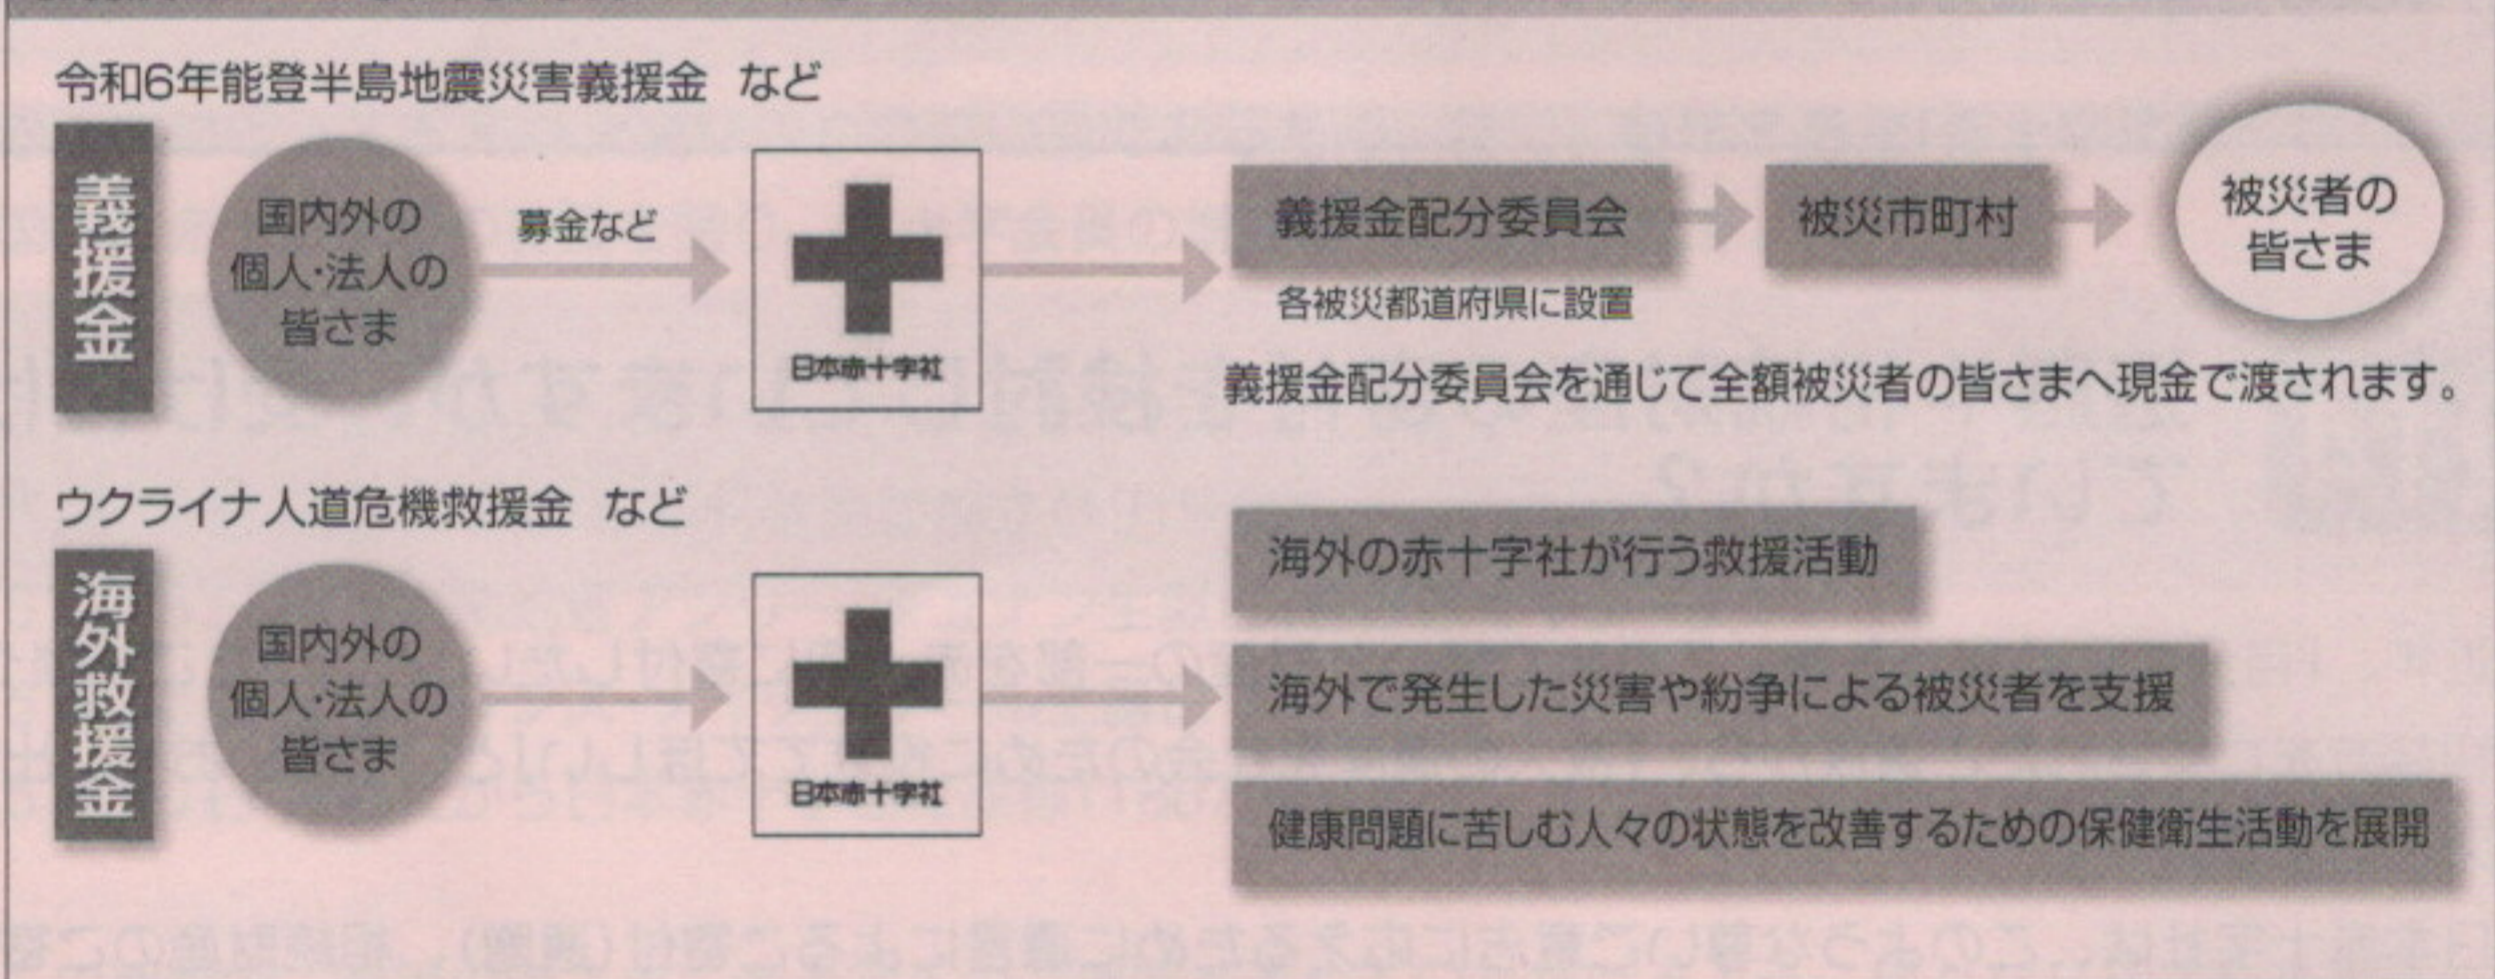 令和6年能登半島地震災害義援金 など
義援金
国内外の
個人・法人の
皆さま
募金など
日本赤十字社
義援金配分委員会
各被災都道府県に設置
被災市町村
被災者の
皆さま
義援金配分委員会を通じて全額被災者の皆さまへ現金で渡されます。
ウクライナ人道危機救援金 など
海外救援金
国内外の
個人・法人の
皆さま
日本赤十字社
海外の赤十字社が行う救援活動
海外で発生した災害や紛争による被災者を支援
健康問題に苦しむ人々の状態を改善するための保健衛生活動を展開